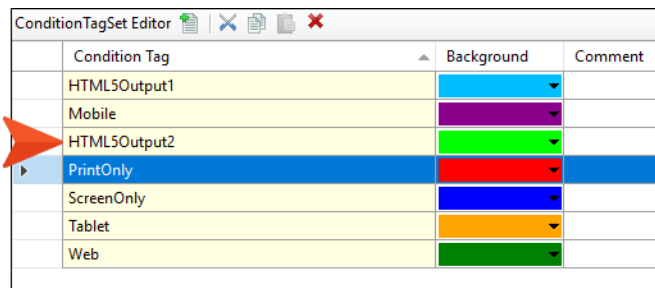 ConditionTagSet Editor
Condition Tag Background Comment
HTML5Output1
Mobile
HTML5Output2
PrintOnly
ScreenOnly
Tablet
Web